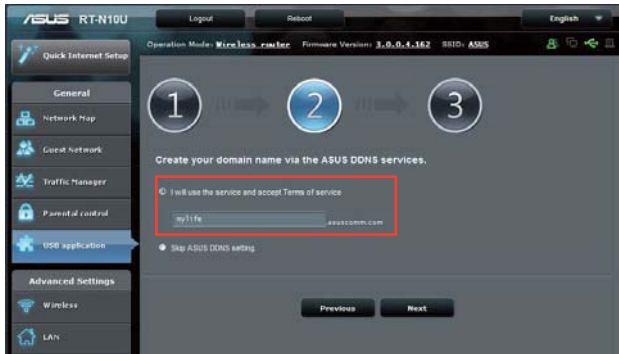 ASUS RT-N10U
Logout
Reboot
English
Quick Internet Setup
Operation Mode: Wireless router Firmware Version: 3.0.0.4.162 SSID: ASUS
General
Network Map
Guest Network
Traffic Manager
Parental control
USB application
Advanced Settings
Wireless
LAN
1
2
3
Create your domain name via the ASUS DDNS services.
I will use the service and accept Terms of service
mylife .asuscomm.com
Skip ASUS DDNS setting.
Previous
Next